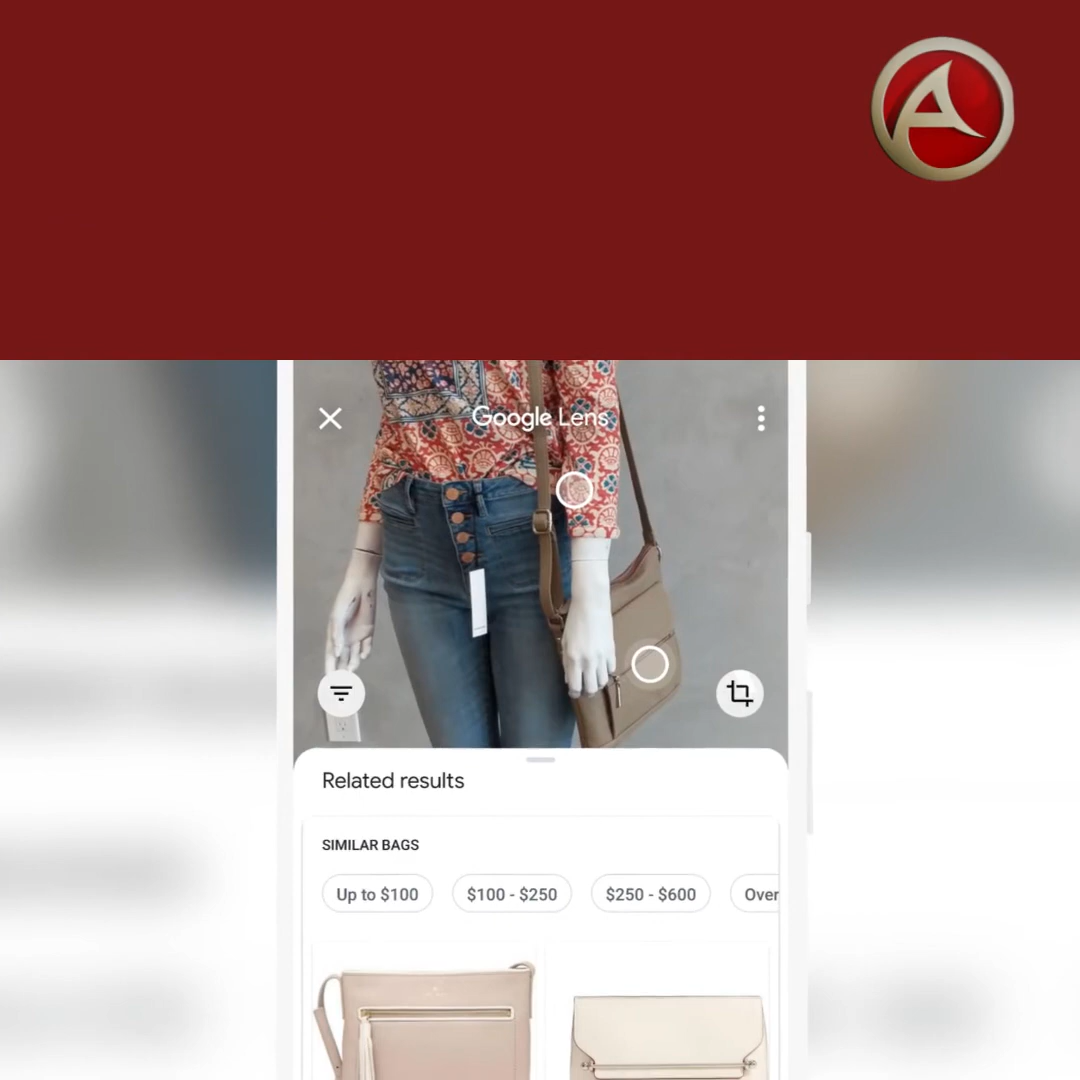 Google Lens
Related results
SIMILAR BAGS
Up to $100
$100 - $250
$250 - $600
Over